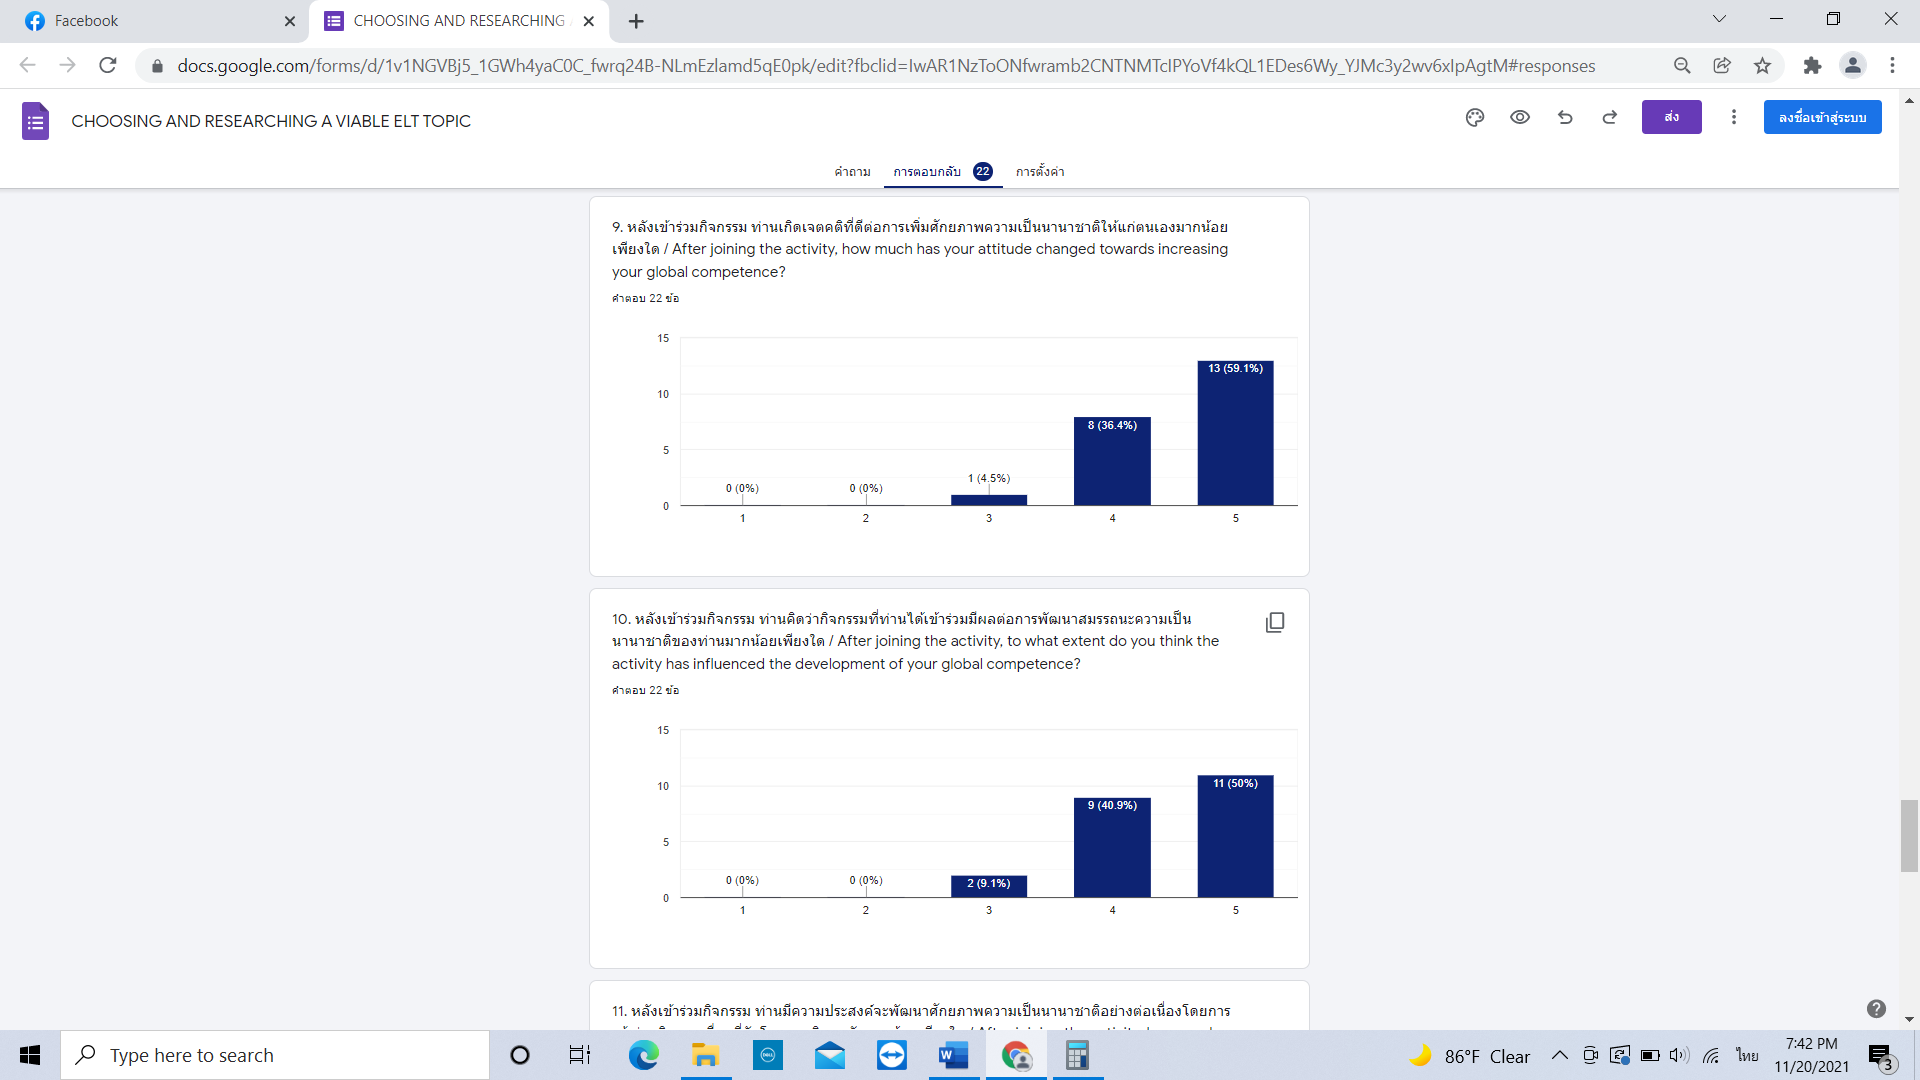 Facebook
CHOOSING AND RESEARCHING
docs.google.com/forms/d/1v1NGVBj5_1GWh4yaC0C_fwrq24B-NLmEzlamd5qE0pk/edit?fbclid=IwAR1NzToONfwramb2CNTNMTcIPYoVf4kQL1EDes6Wy_YJMc3y2wv6xIpAgtM#responses
CHOOSING AND RESEARCHING A VIABLE ELT TOPIC
ส่ง
ลงชื่อเข้าสู่ระบบ
คำถาม การตอบกลับ 22 การตั้งค่า
9. หลังเข้าร่วมกิจกรรม ท่านเกิดเจตคติที่ดีต่อการเพิ่มศักยภาพความเป็นนานาชาติให้แก่ตนเองมากน้อย
เพียงใด / After joining the activity, how much has your attitude changed towards increasing
your global competence?
คำตอบ 22 ข้อ
15
10
5
0
0 (0%) 0 (0%) 1 (4.5%) 8 (36.4%) 13 (59.1%)
1 2 3 4 5
10. หลังเข้าร่วมกิจกรรม ท่านคิดว่ากิจกรรมที่ท่านได้เข้าร่วมมีผลต่อการพัฒนาสมรรถนะความเป็น
นานาชาติของท่านมากน้อยเพียงใด / After joining the activity, to what extent do you think the
activity has influenced the development of your global competence?
คำตอบ 22 ข้อ
15
10
5
0
0 (0%) 0 (0%) 2 (9.1%) 9 (40.9%) 11 (50%)
1 2 3 4 5
11. หลังเข้าร่วมกิจกรรม ท่านมีความประสงค์จะพัฒนาศักยภาพความเป็นนานาชาติอย่างต่อเนื่องโดยการ
Type here to search
86°F Clear
ไทย
7:42 PM
11/20/2021
3